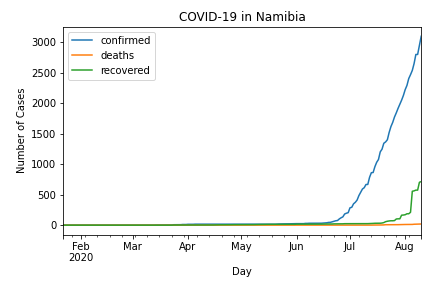 COVID-19 in Namibia
confirmed
deaths
recovered
Number of Cases
3000
2500
2000
1500
1000
500
0
Feb
2020
Mar
Apr
May
Jun
Jul
Aug
Day